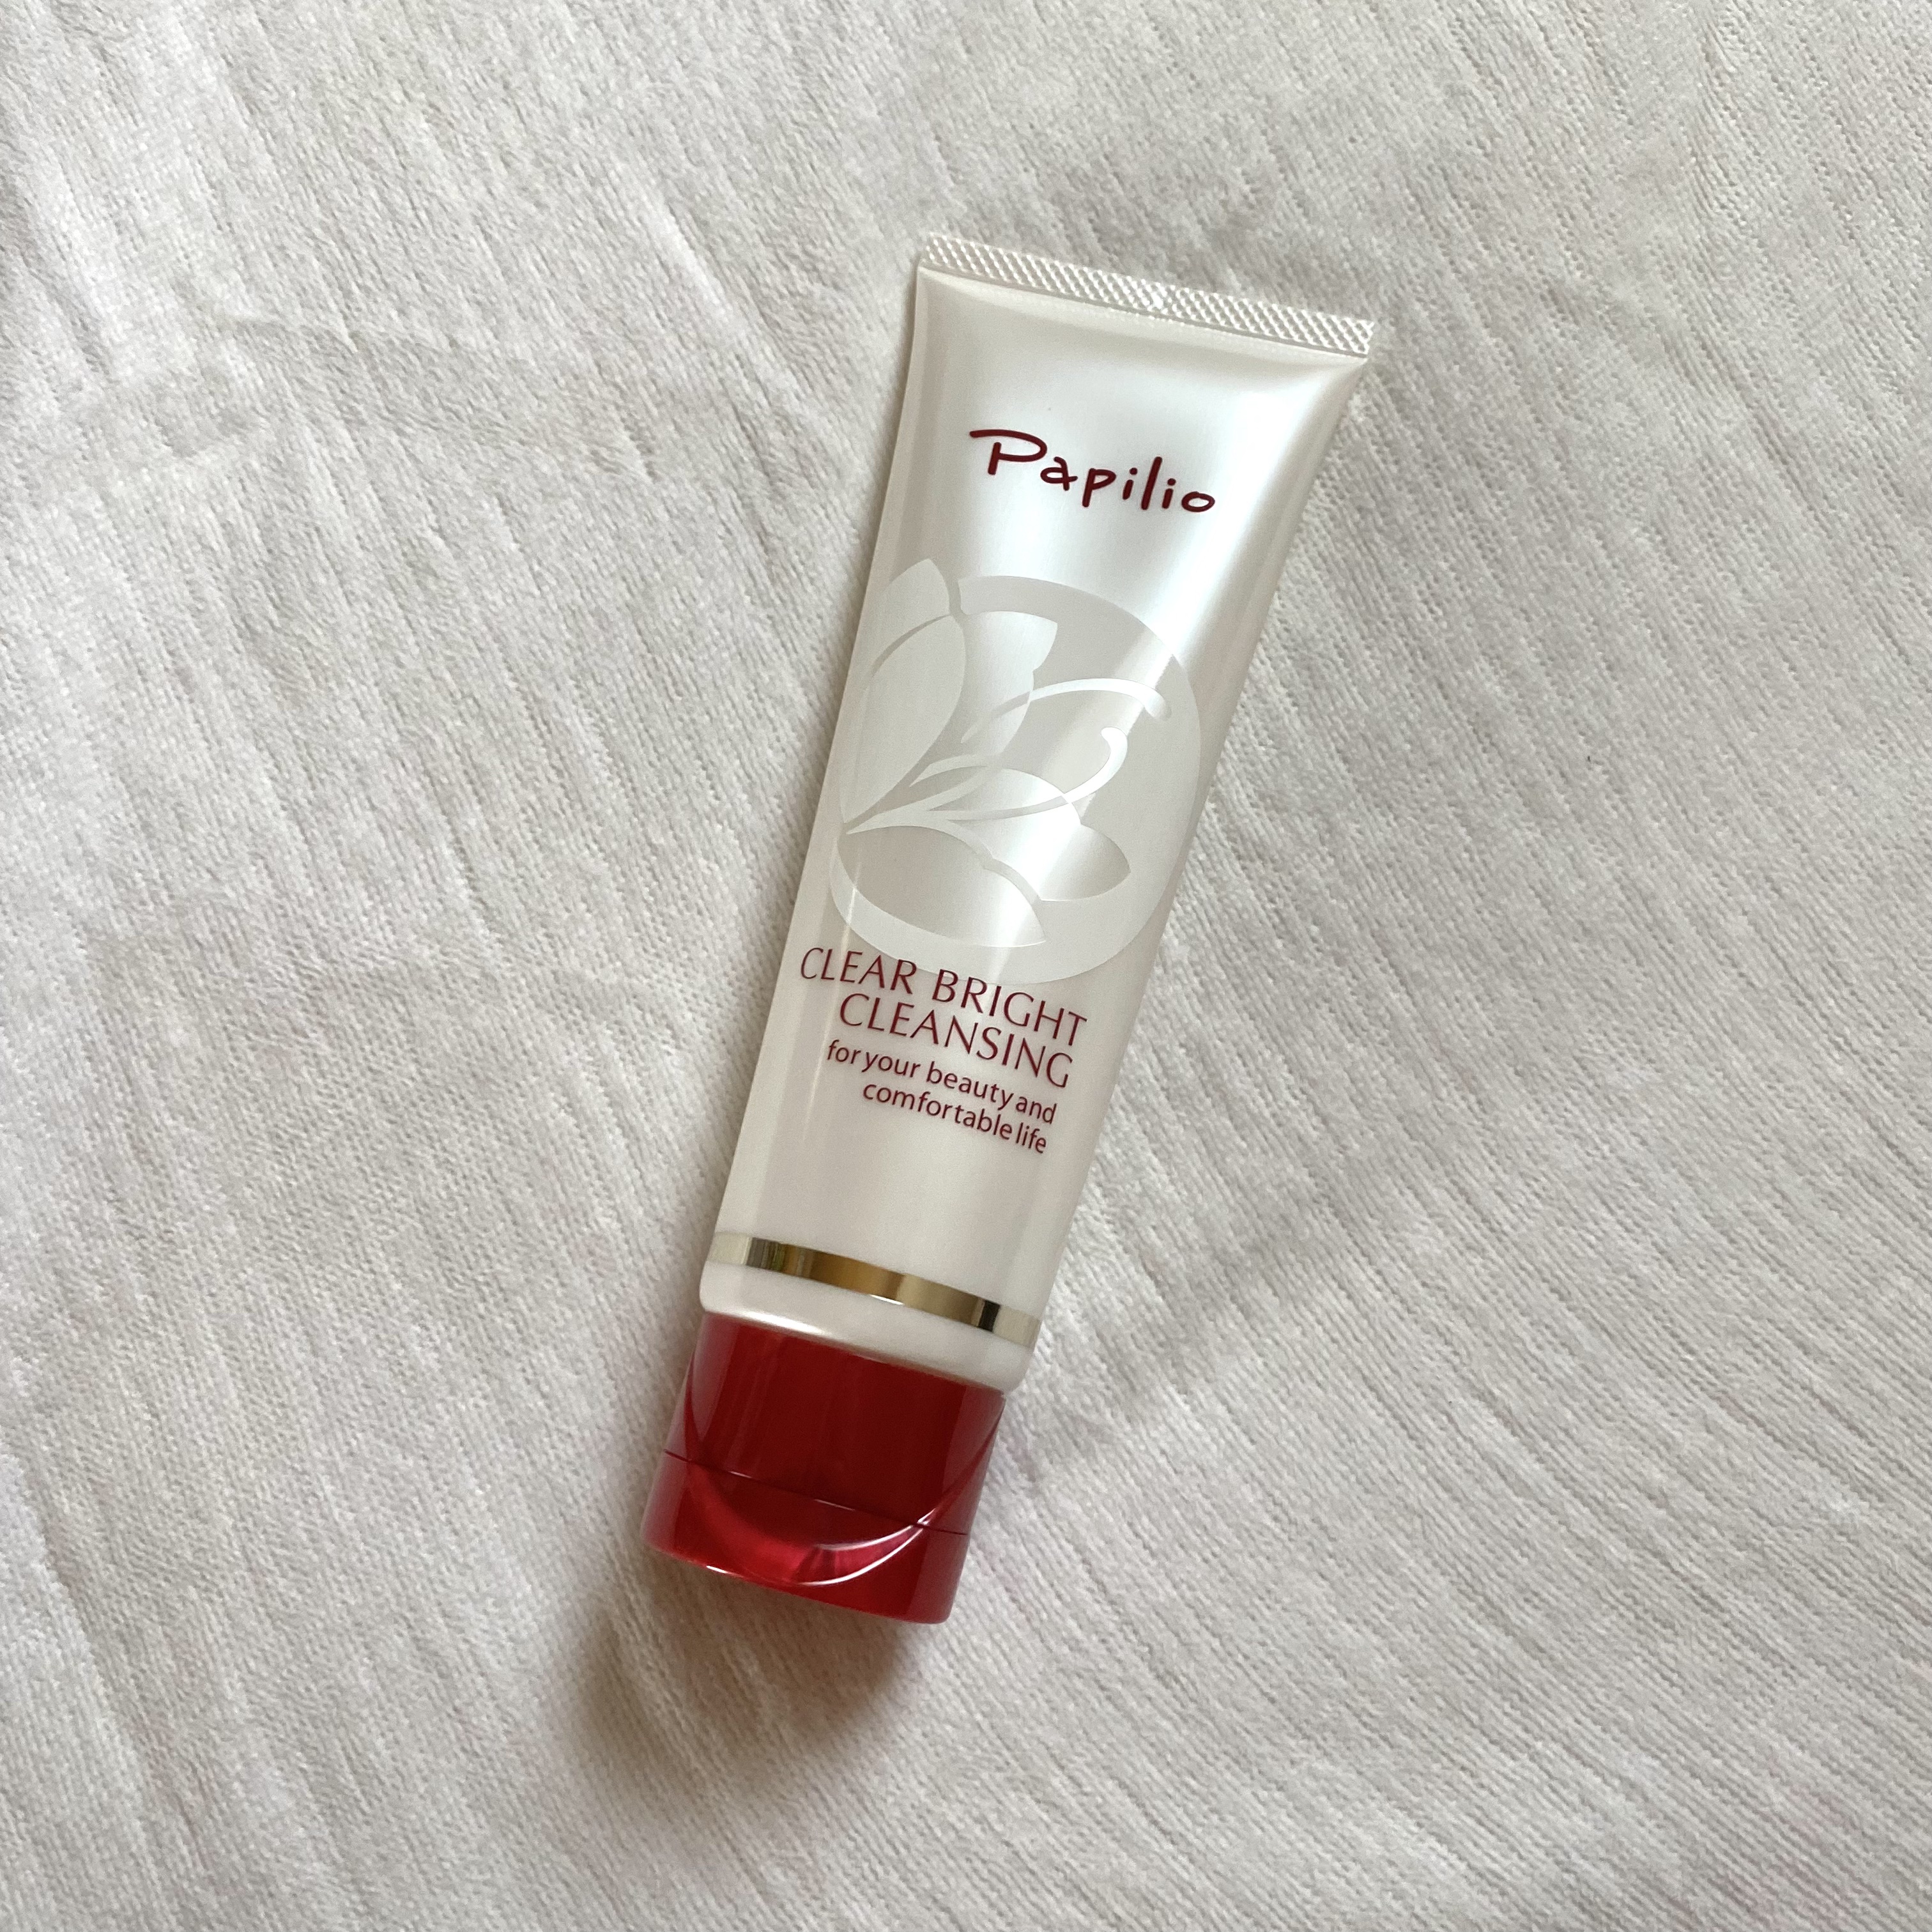 Papilio
CLEAR BRIGHT
CLEANSING
for your beauty and
comfortable life